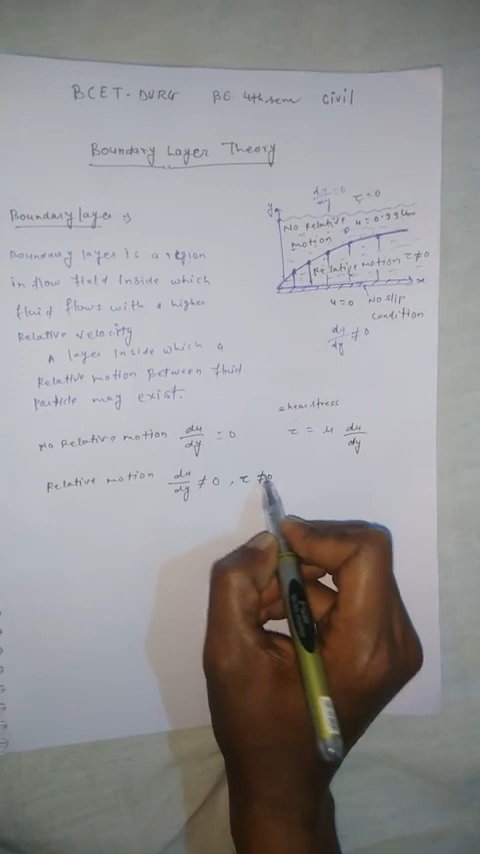 BCET-DURG BE 4th sem Civil
Boundary Layer Theory
Boundary layer :)
Boundary layer is a region
in flow field inside which
fluid flows with a higher
Relative velocity
A layer inside which a
Relative motion Between fluid
Particle may exist.
du/dy = 0 τ = 0
y
No Relative u = 0.99U∞
motion
Relative motion τ ≠ 0
x
u = 0 No slip
condition
du/dy ≠ 0
shear stress
No Relative motion du/dy = 0 τ = μ du/dy
Relative motion du/dy ≠ 0, τ ≠ 0